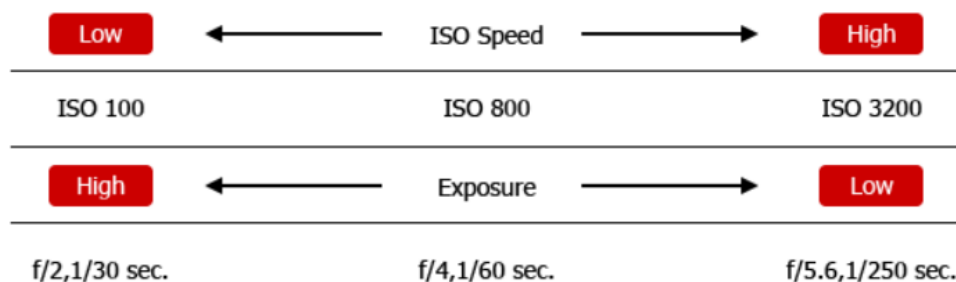 Low ISO Speed High
ISO 100 ISO 800 ISO 3200
High Exposure Low
f/2,1/30 sec. f/4,1/60 sec. f/5.6,1/250 sec.